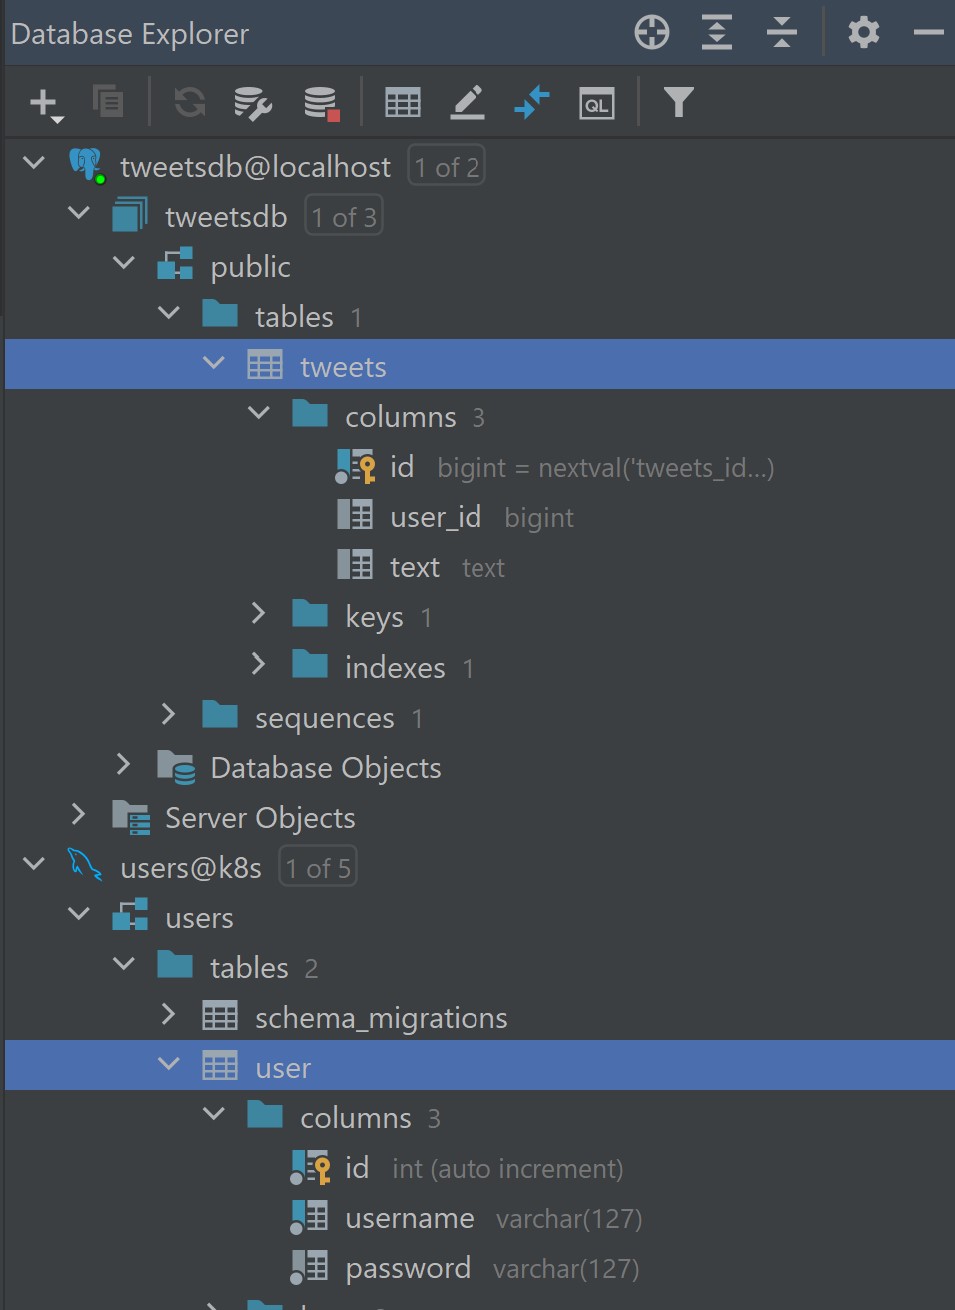 Database Explorer
QL
tweetsdb@localhost 1 of 2
tweetsdb 1 of 3
public
tables 1
tweets
columns 3
id bigint = nextval('tweets_id...)
user_id bigint
text text
keys 1
indexes 1
sequences 1
Database Objects
Server Objects
users@k8s 1 of 5
users
tables 2
schema_migrations
user
columns 3
id int (auto increment)
username varchar(127)
password varchar(127)